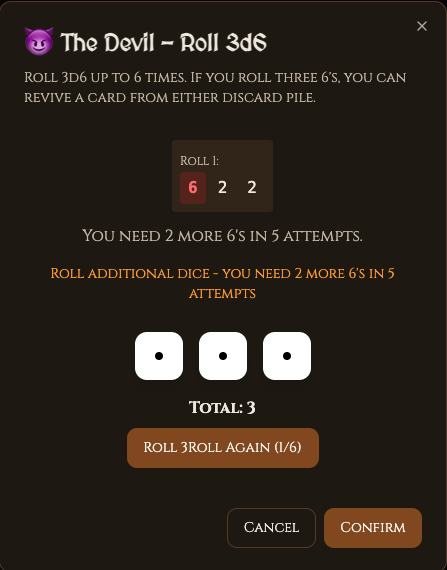 The Devil – Roll 3d6
Roll 3D6 up to 6 times. If you roll three 6's, you can
revive a card from either discard pile.
Roll 1:
6 2 2
You need 2 more 6's in 5 attempts.
Roll additional dice - you need 2 more 6's in 5
attempts
Total: 3
Roll 3Roll Again (1/6)
Cancel Confirm